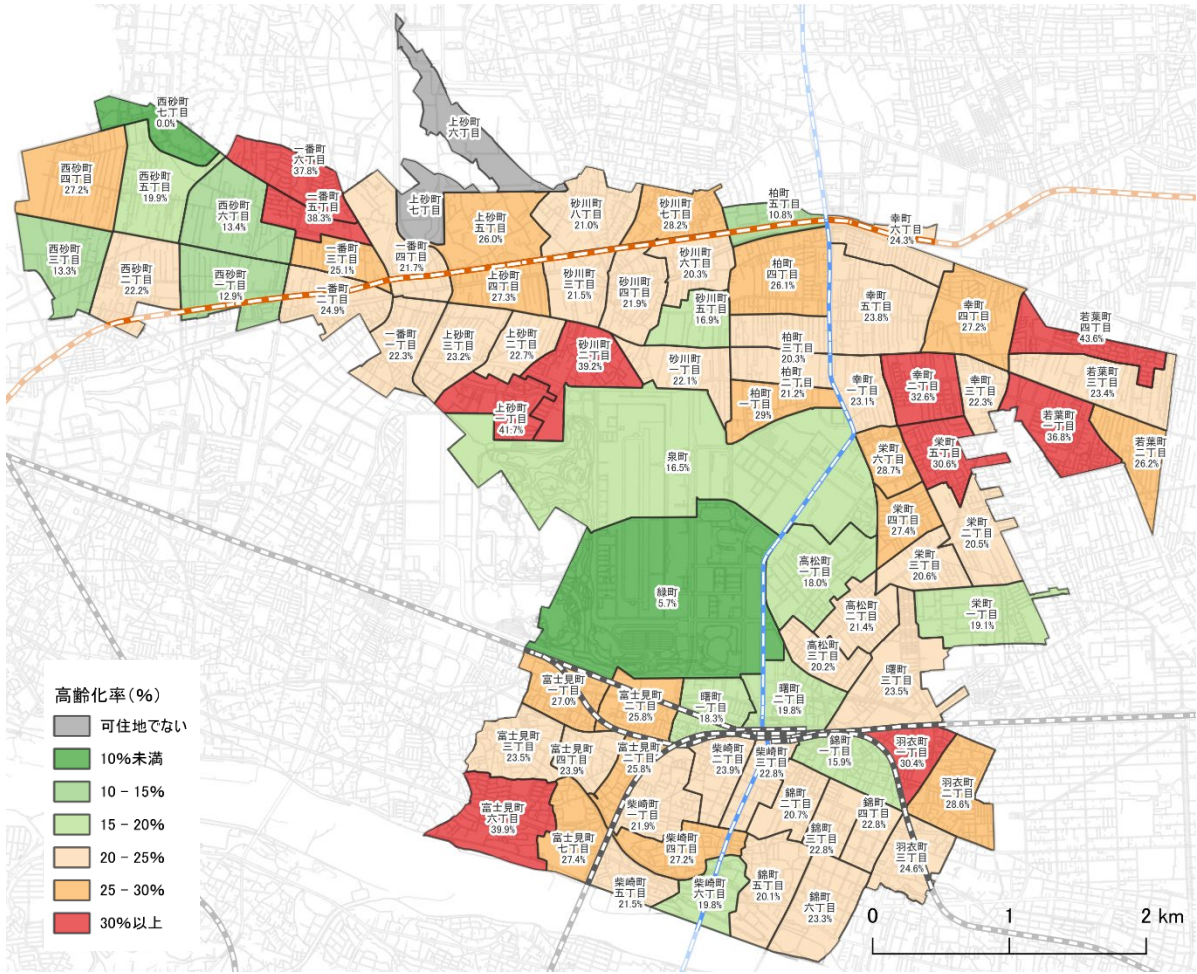 西砂町
七丁目
0.0%
上砂町
六丁目
一番町
六丁目
37.8%
西砂町
四丁目
27.2%
西砂町
五丁目
19.9%
西砂町
六丁目
13.4%
一番町
五丁目
38.3%
上砂町
七丁目
上砂町
五丁目
26.0%
砂川町
八丁目
21.0%
砂川町
七丁目
28.2%
柏町
五丁目
10.8%
幸町
六丁目
24.3%
西砂町
三丁目
13.3%
西砂町
二丁目
22.2%
西砂町
一丁目
12.9%
一番町
三丁目
25.1%
一番町
四丁目
21.7%
一番町
二丁目
24.9%
上砂町
四丁目
27.3%
砂川町
三丁目
21.5%
砂川町
四丁目
21.9%
砂川町
六丁目
20.3%
砂川町
五丁目
16.9%
柏町
四丁目
26.1%
幸町
五丁目
23.8%
幸町
四丁目
27.2%
若葉町
四丁目
43.6%
一番町
一丁目
22.3%
上砂町
三丁目
23.2%
上砂町
二丁目
22.7%
砂川町
二丁目
39.2%
砂川町
一丁目
22.1%
柏町
三丁目
20.3%
柏町
二丁目
21.2%
柏町
一丁目
29%
幸町
一丁目
23.1%
幸町
二丁目
32.6%
幸町
三丁目
22.3%
若葉町
三丁目
23.4%
若葉町
一丁目
36.8%
若葉町
二丁目
26.2%
上砂町
一丁目
41.7%
泉町
16.5%
栄町
六丁目
28.7%
栄町
五丁目
30.6%
栄町
四丁目
27.4%
栄町
二丁目
20.5%
栄町
三丁目
20.6%
栄町
一丁目
19.1%
緑町
5.7%
高松町
一丁目
18.0%
高松町
二丁目
21.4%
高松町
三丁目
20.2%
曙町
三丁目
23.5%
富士見町
一丁目
27.0%
富士見町
二丁目
25.8%
曙町
一丁目
18.3%
曙町
二丁目
19.8%
富士見町
三丁目
23.5%
富士見町
四丁目
23.9%
富士見町
二丁目
25.8%
柴崎町
二丁目
23.9%
柴崎町
三丁目
22.8%
錦町
一丁目
15.9%
羽衣町
一丁目
30.4%
羽衣町
二丁目
28.6%
富士見町
六丁目
39.9%
富士見町
七丁目
27.4%
柴崎町
一丁目
21.9%
柴崎町
四丁目
27.2%
錦町
二丁目
20.7%
錦町
三丁目
22.8%
錦町
四丁目
22.8%
羽衣町
三丁目
24.6%
柴崎町
五丁目
21.5%
柴崎町
六丁目
19.8%
錦町
五丁目
20.1%
錦町
六丁目
23.3%
高齢化率(%)
可住地でない
10%未満
10 - 15%
15 - 20%
20 - 25%
25 - 30%
30%以上
0 1 2 km